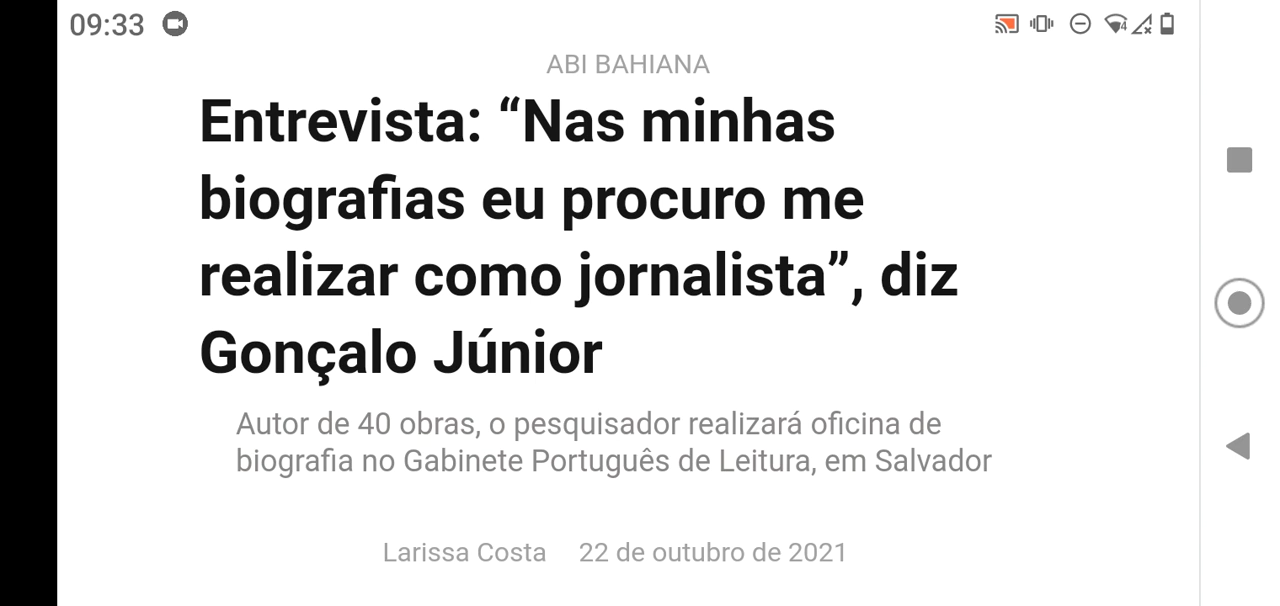 09:33
ABI BAHIANA
Entrevista: “Nas minhas
biografias eu procuro me
realizar como jornalista”, diz
Gonçalo Júnior
Autor de 40 obras, o pesquisador realizará oficina de
biografia no Gabinete Português de Leitura, em Salvador
Larissa Costa 22 de outubro de 2021